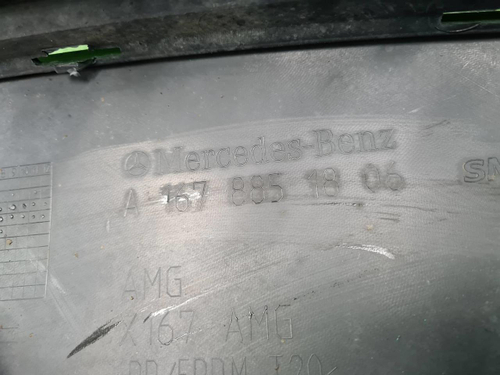 Mercedes-Benz
A 167 885 18 06
AMG
X167 AMG